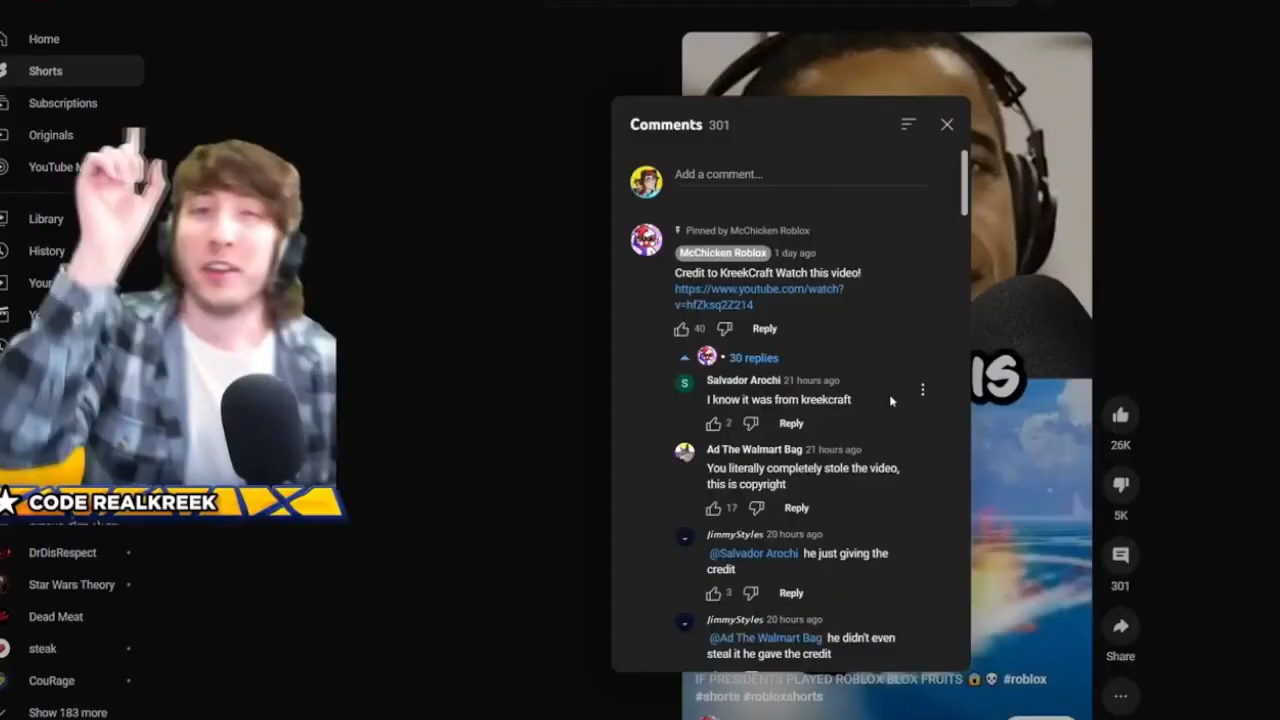 Home
Shorts
Subscriptions
Originals
YouTube M
Library
History
Your
CODE REALKREEK
DrDisRespect
Star Wars Theory
Dead Meat
steak
CouRage
Show 183 more
Comments 301
Add a comment...
Pinned by McChicken Roblox
McChicken Roblox 1 day ago
Credit to KreekCraft Watch this video!
https://www.youtube.com/watch?
v=hfZksq2Z214
40 Reply
30 replies
S Salvador Arochi 21 hours ago
I know it was from kreekcraft
2 Reply
Ad The Walmart Bag 21 hours ago
You literally completely stole the video,
this is copyright
17 Reply
JimmyStyles 20 hours ago
@Salvador Arochi he just giving the
credit
3 Reply
JimmyStyles 20 hours ago
@Ad The Walmart Bag he didn't even
steal it he gave the credit
IS
26K
5K
301
Share
IF PRESIDENTS PLAYED ROBLOX BLOX FRUITS 😱💀 #roblox
#shorts #robloxshorts